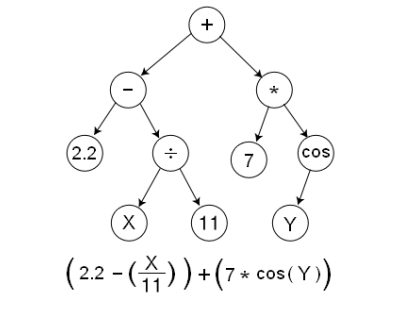 +
- *
2.2 ÷ 7 cos
X 11 Y
(2.2 - (X/11)) + (7 * cos(Y))